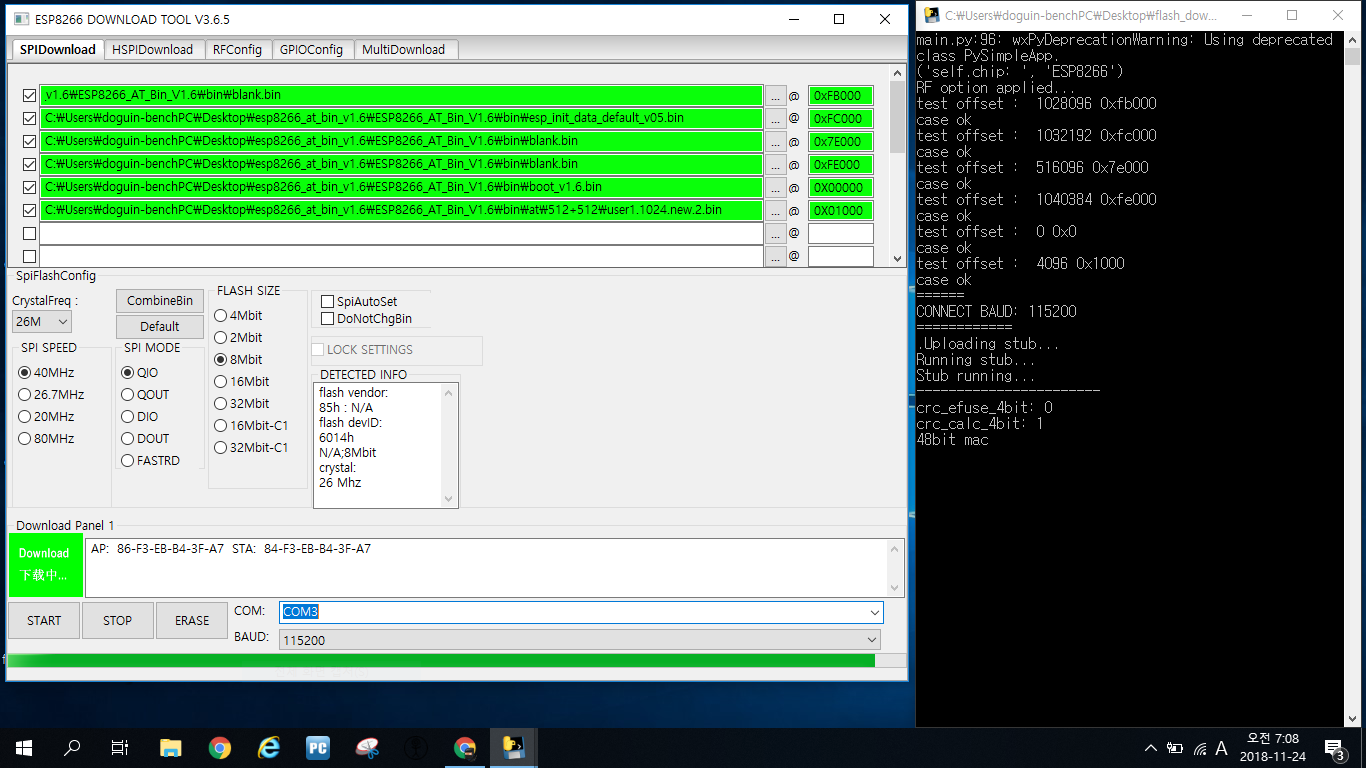 ESP8266 DOWNLOAD TOOL V3.6.5
SPIDownload HSPIDownload RFConfig GPIOConfig MultiDownload
.v1.6₩ESP8266_AT_Bin_V1.6₩bin₩blank.bin ... @ 0xFB000
C:₩Users₩doguin-benchPC₩Desktop₩esp8266_at_bin_v1.6₩ESP8266_AT_Bin_V1.6₩bin₩esp_init_data_default_v05.bin ... @ 0xFC000
C:₩Users₩doguin-benchPC₩Desktop₩esp8266_at_bin_v1.6₩ESP8266_AT_Bin_V1.6₩bin₩blank.bin ... @ 0x7E000
C:₩Users₩doguin-benchPC₩Desktop₩esp8266_at_bin_v1.6₩ESP8266_AT_Bin_V1.6₩bin₩blank.bin ... @ 0xFE000
C:₩Users₩doguin-benchPC₩Desktop₩esp8266_at_bin_v1.6₩ESP8266_AT_Bin_V1.6₩bin₩boot_v1.6.bin ... @ 0X00000
C:₩Users₩doguin-benchPC₩Desktop₩esp8266_at_bin_v1.6₩ESP8266_AT_Bin_V1.6₩bin₩at₩512+512₩user1.1024.new.2.bin ... @ 0X01000
... @
... @
SpiFlashConfig
CrystalFreq :
26M
CombineBin
Default
SPI SPEED
40MHz
26.7MHz
20MHz
80MHz
SPI MODE
QIO
QOUT
DIO
DOUT
FASTRD
FLASH SIZE
4Mbit
2Mbit
8Mbit
16Mbit
32Mbit
16Mbit-C1
32Mbit-C1
SpiAutoSet
DoNotChgBin
LOCK SETTINGS
DETECTED INFO
flash vendor:
85h : N/A
flash devID:
6014h
N/A;8Mbit
crystal:
26 Mhz
Download Panel 1
Download
下载中...
AP: 86-F3-EB-B4-3F-A7 STA: 84-F3-EB-B4-3F-A7
START STOP ERASE
COM: COM3
BAUD: 115200
C:₩Users₩doguin-benchPC₩Desktop₩flash_dow...
main.py:96: wxPyDeprecationWarning: Using deprecated
class PySimpleApp.
('self.chip: ', 'ESP8266')
RF option applied...
test offset : 1028096 0xfb000
case ok
test offset : 1032192 0xfc000
case ok
test offset : 516096 0x7e000
case ok
test offset : 1040384 0xfe000
case ok
test offset : 0 0x0
case ok
test offset : 4096 0x1000
case ok
======
CONNECT BAUD: 115200
============
.Uploading stub...
Running stub...
Stub running...
-----------------------
crc_efuse_4bit: 0
crc_calc_4bit: 1
48bit mac
PC
A
오전 7:08
2018-11-24
3